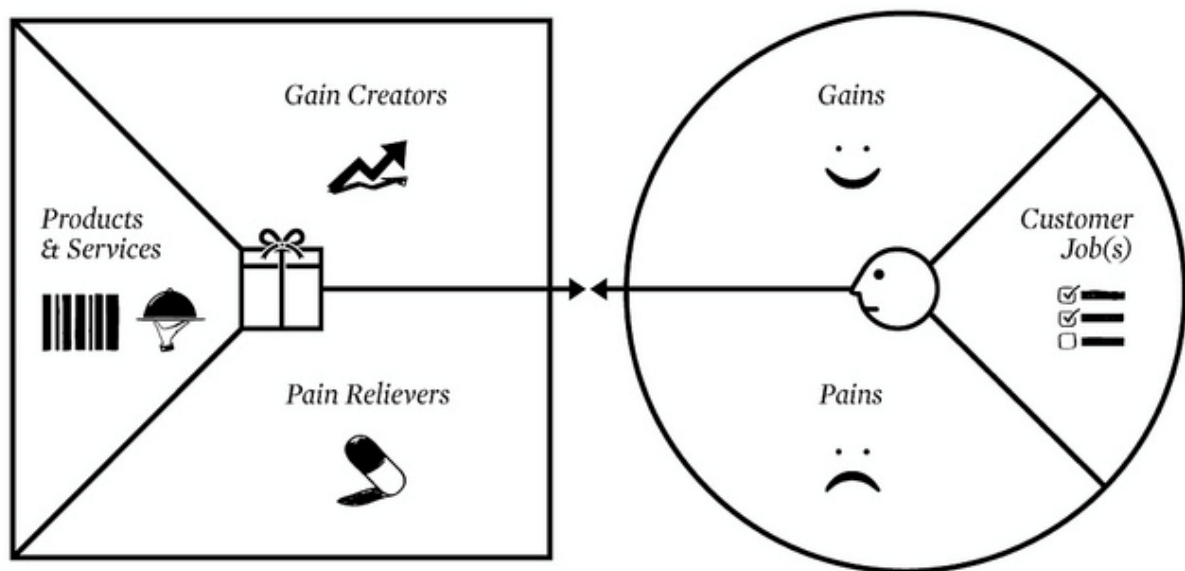 Gain Creators
Products
& Services
Pain Relievers
Gains
Customer
Job(s)
Pains